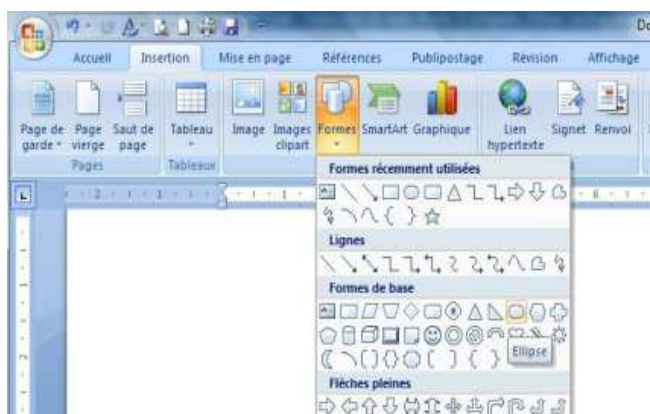 Do
Accueil Insertion Mise en page Références Publipostage Révision Affichage
Page de garde Page vierge Saut de page Tableau Image Images clipart Formes SmartArt Graphique Lien hypertexte Signet Renvoi
Pages Tableaux
Formes récemment utilisées
Lignes
Formes de base
Ellipse
Flèches pleines